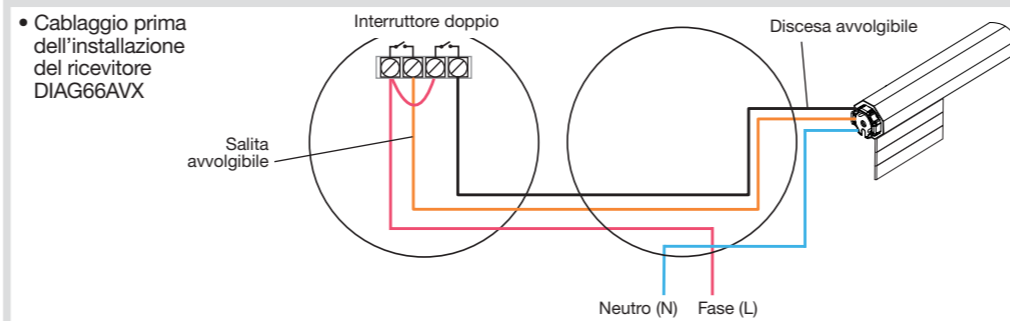 • Cablaggio prima
dell'installazione
del ricevitore
DIAG66AVX
Interruttore doppio
Discesa avvolgibile
Salita
avvolgibile
Neutro (N)
Fase (L)